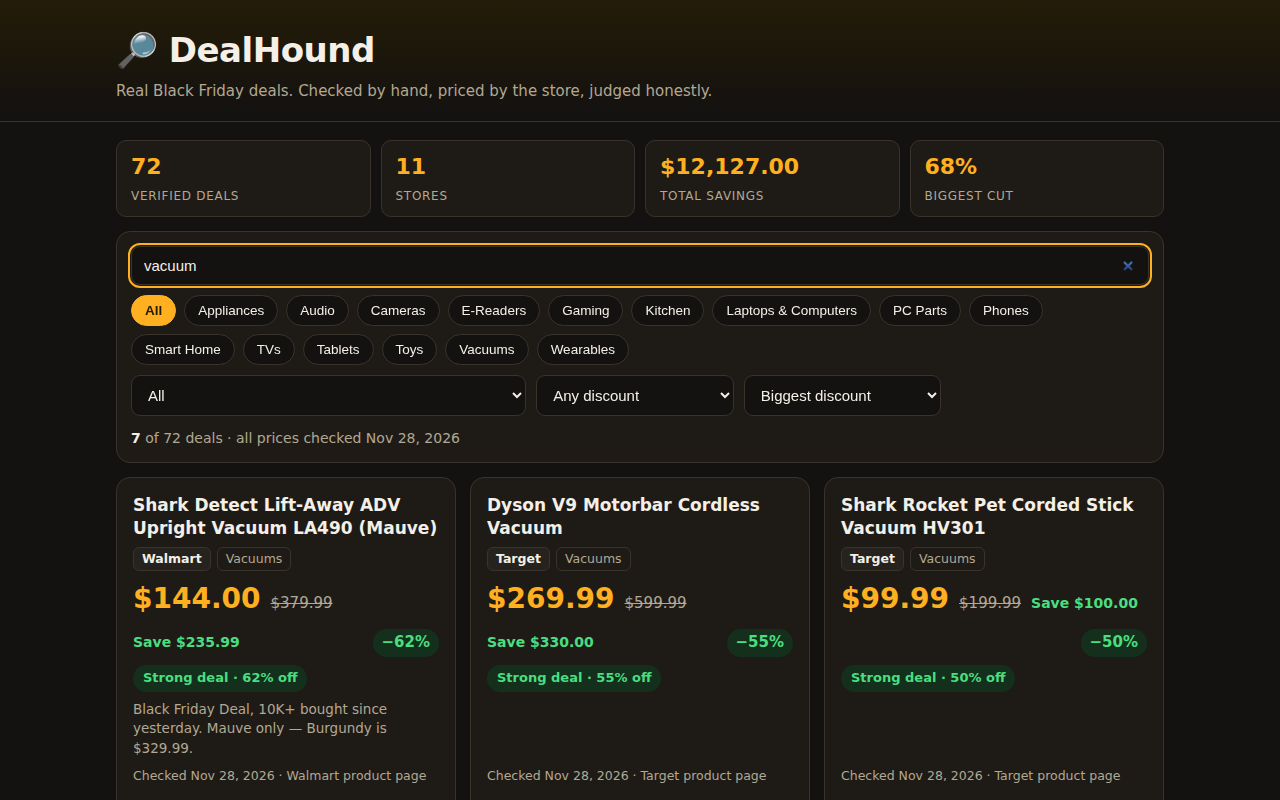 DealHound
Real Black Friday deals. Checked by hand, priced by the store, judged honestly.
72
VERIFIED DEALS
11
STORES
$12,127.00
TOTAL SAVINGS
68%
BIGGEST CUT
vacuum
All
Appliances
Audio
Cameras
E-Readers
Gaming
Kitchen
Laptops & Computers
PC Parts
Phones
Smart Home
TVs
Tablets
Toys
Vacuums
Wearables
All
Any discount
Biggest discount
7 of 72 deals · all prices checked Nov 28, 2026
Shark Detect Lift-Away ADV
Upright Vacuum LA490 (Mauve)
Walmart
Vacuums
$144.00 $379.99
Save $235.99
−62%
Strong deal · 62% off
Black Friday Deal, 10K+ bought since
yesterday. Mauve only — Burgundy is
$329.99.
Checked Nov 28, 2026 · Walmart product page
Dyson V9 Motorbar Cordless
Vacuum
Target
Vacuums
$269.99 $599.99
Save $330.00
−55%
Strong deal · 55% off
Checked Nov 28, 2026 · Target product page
Shark Rocket Pet Corded Stick
Vacuum HV301
Target
Vacuums
$99.99 $199.99 Save $100.00
−50%
Strong deal · 50% off
Checked Nov 28, 2026 · Target product page